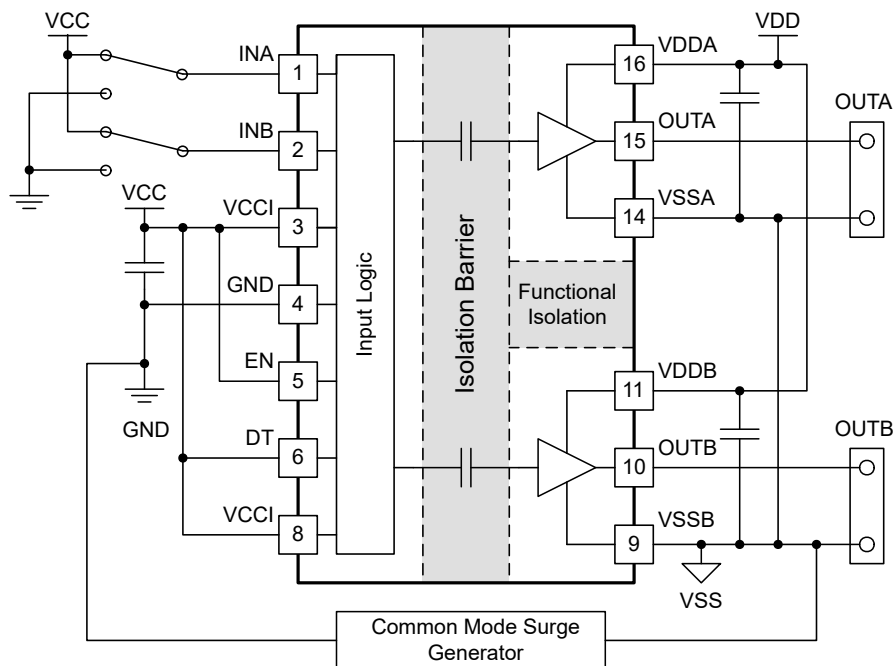 VCC
INA
1
INB
2
VCC
VCCI
3
GND
4
EN
5
GND
DT
6
VCCI
8
Input Logic
Isolation Barrier
Functional
Isolation
VDD
16
VDDA
15
OUTA
14
VSSA
OUTA
11
VDDB
10
OUTB
9
VSSB
OUTB
VSS
Common Mode Surge
Generator